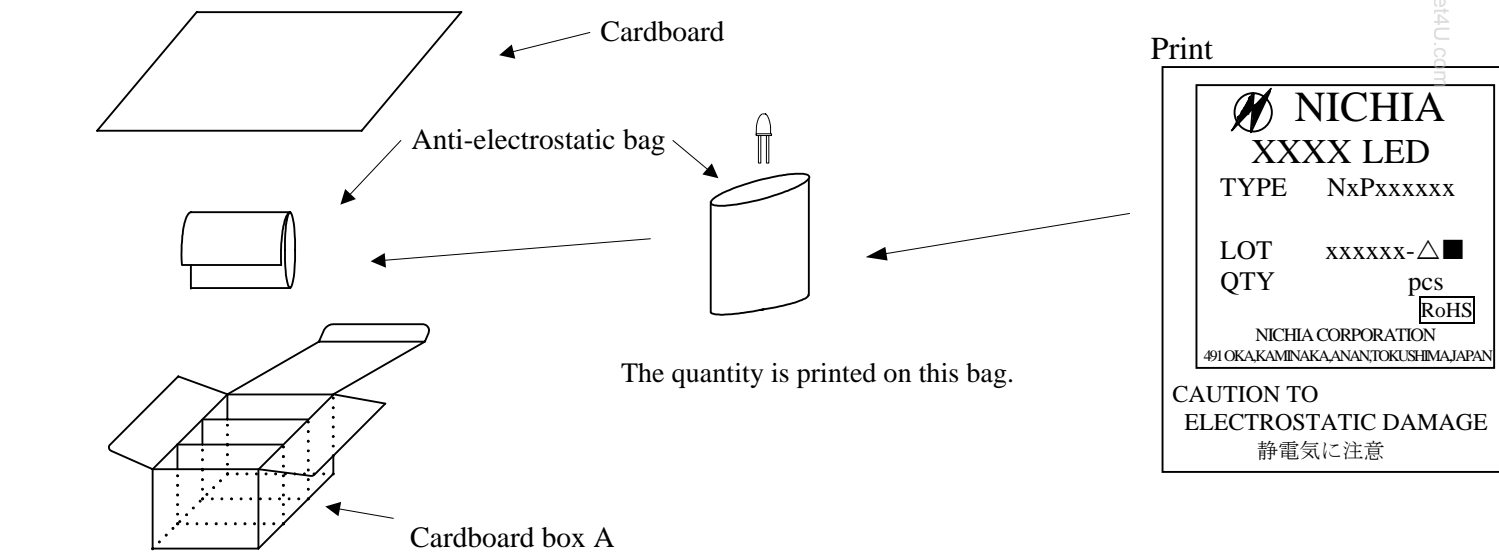 Cardboard
Anti-electrostatic bag
The quantity is printed on this bag.
Cardboard box A
Print
NICHIA
XXXX LED
TYPE NxPxxxxxx
LOT xxxxxx-△■
QTY pcs
RoHS
NICHIA CORPORATION
491 OKA,KAMINAKA,ANAN,TOKUSHIMA,JAPAN
CAUTION TO
ELECTROSTATIC DAMAGE
静電気に注意
et4U.com